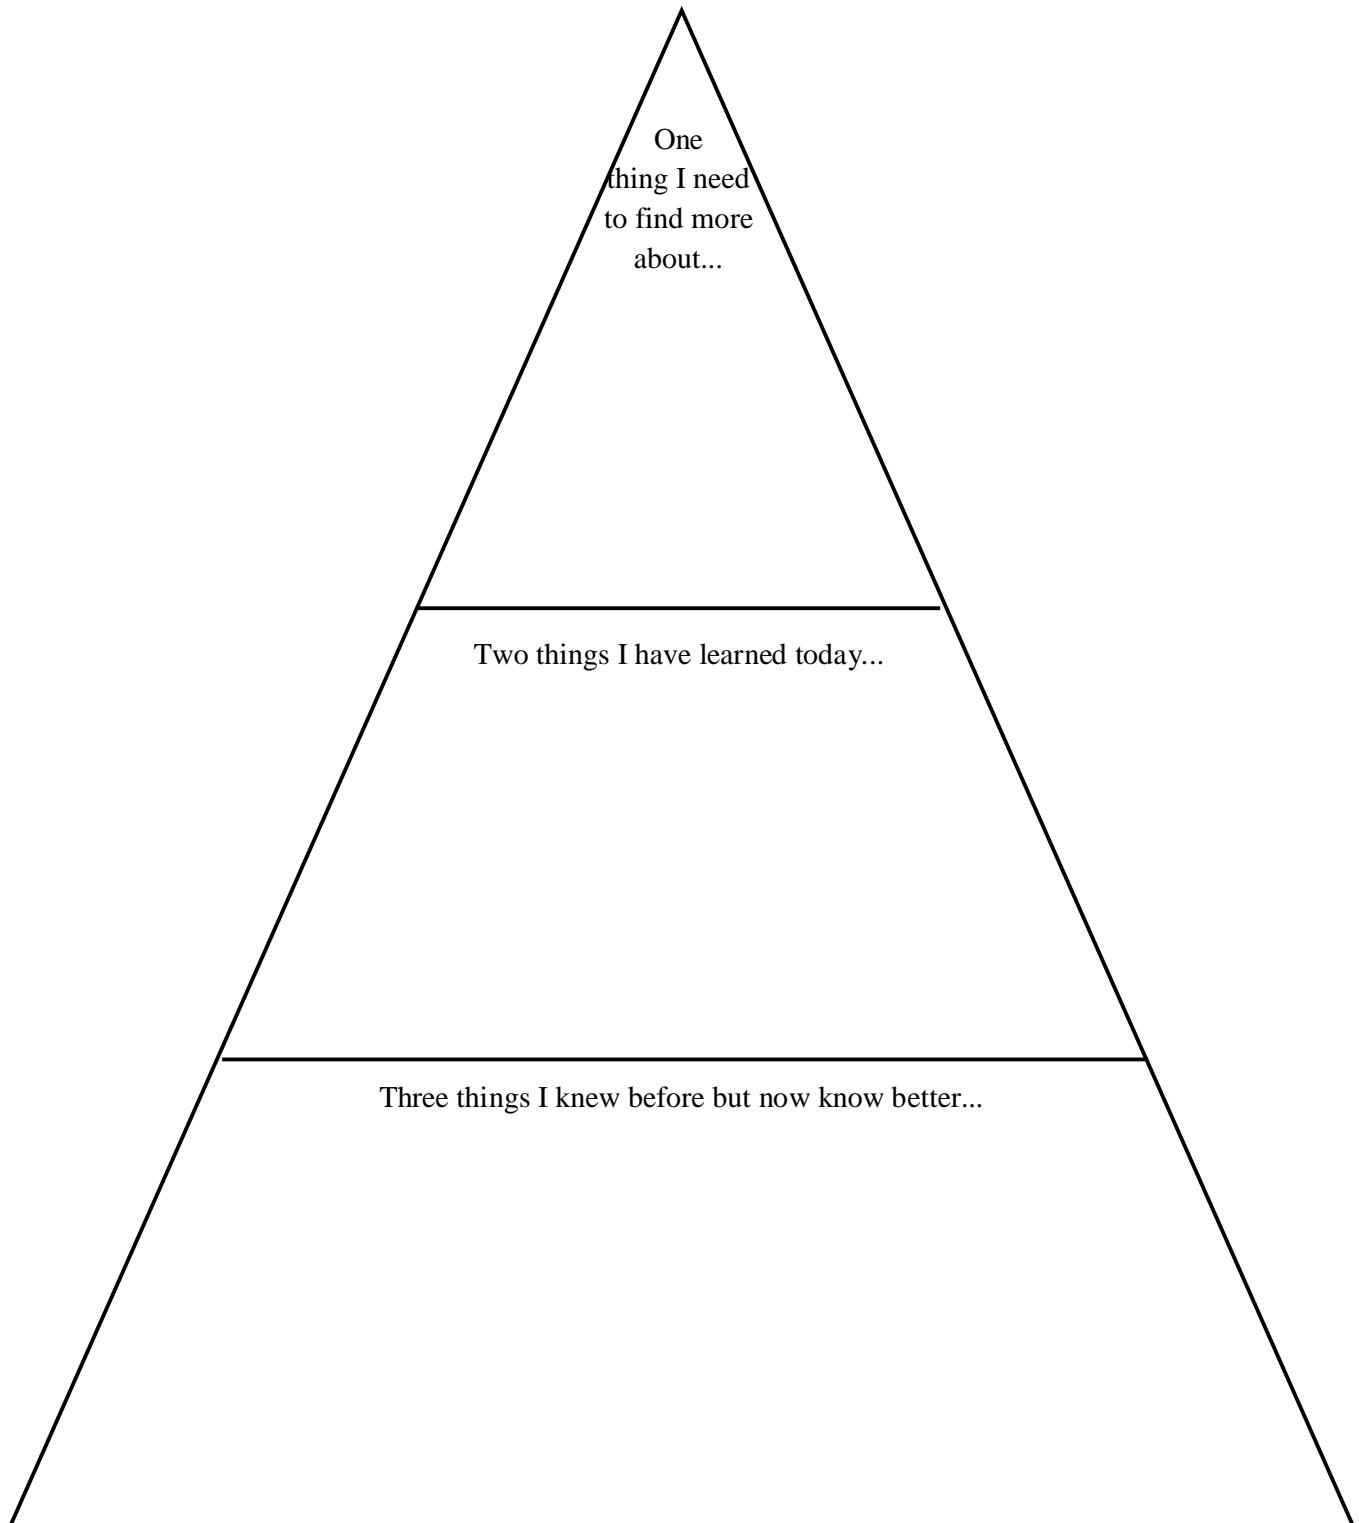 One
thing I need
to find more
about...
Two things I have learned today...
Three things I knew before but now know better...